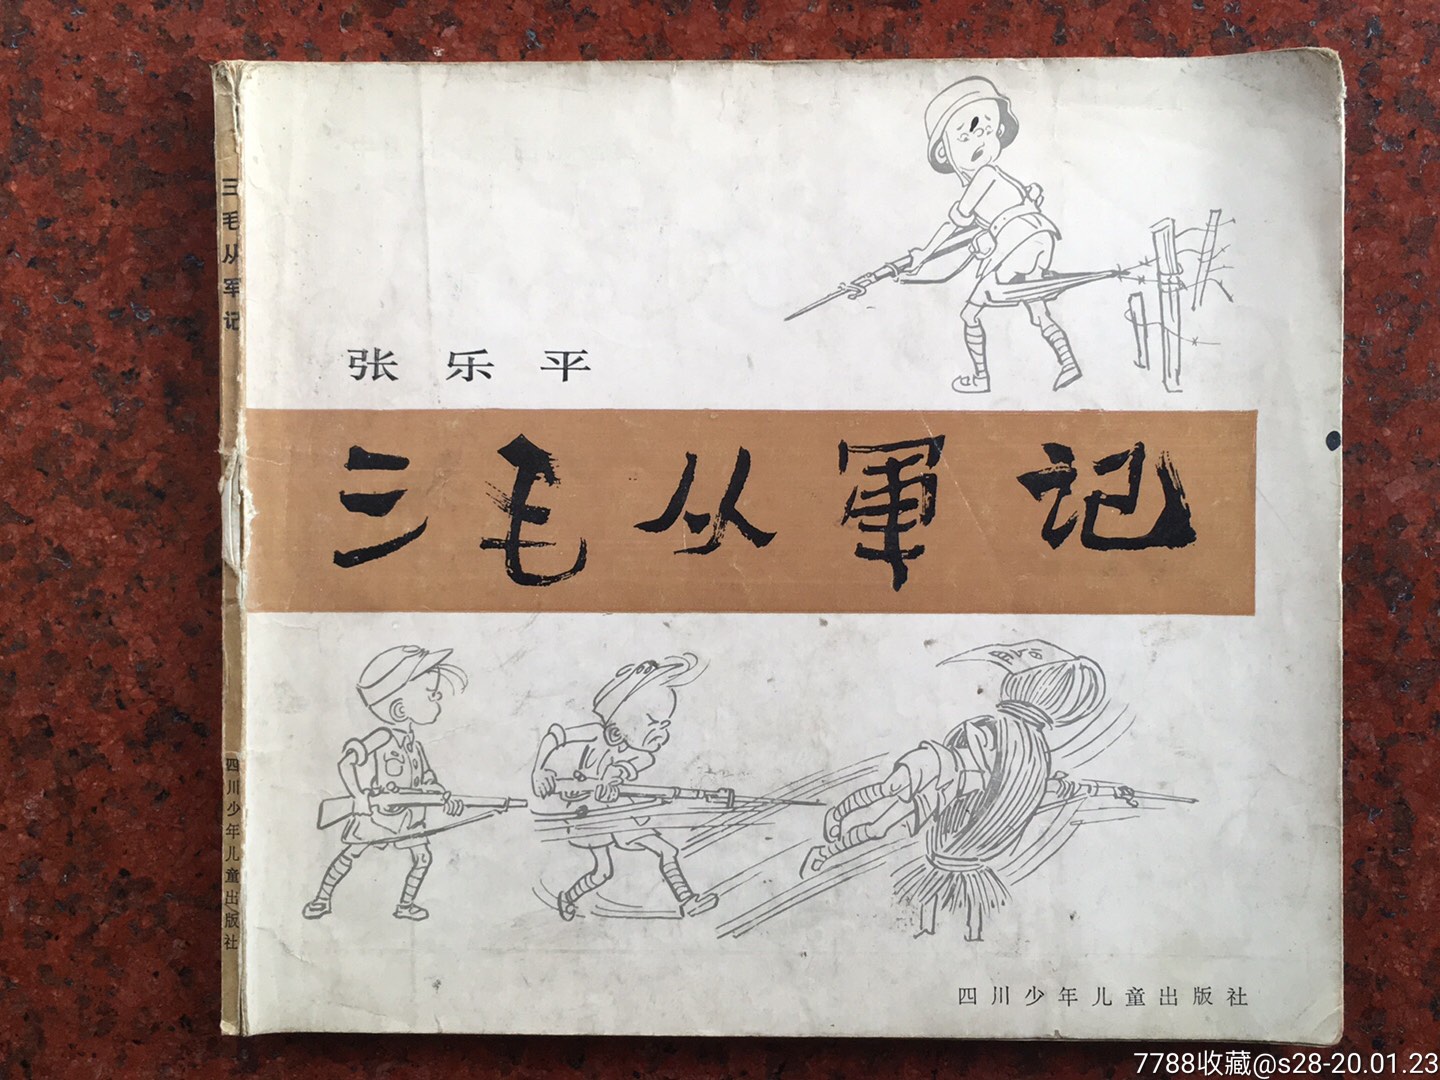 张乐平
三毛从軍记
四川少年儿童出版社
三毛从军记
四川少年儿童出版社
7788收藏@s28-20.01.23